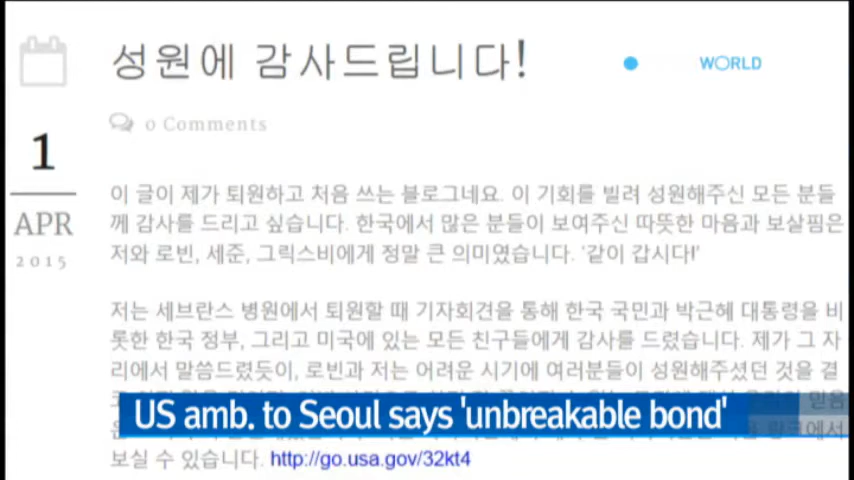 성원에 감사드립니다!
WORLD
0 Comments
1
APR
2015
이 글이 제가 퇴원하고 처음 쓰는 블로그네요. 이 기회를 빌려 성원해주신 모든 분들
께 감사를 드리고 싶습니다. 한국에서 많은 분들이 보여주신 따뜻한 마음과 보살핌은
저와 로빈, 세준, 그릭스비에게 정말 큰 의미였습니다. '같이 갑시다!'
저는 세브란스 병원에서 퇴원할 때 기자회견을 통해 한국 국민과 박근혜 대통령을 비
롯한 한국 정부, 그리고 미국에 있는 모든 친구들에게 감사를 드렸습니다. 제가 그 자
리에서 말씀드렸듯이, 로빈과 저는 어려운 시기에 여러분들이 성원해주셨던 것을 결
믿음
US amb. to Seoul says 'unbreakable bond'
보실 수 있습니다. http://go.usa.gov/32kt4